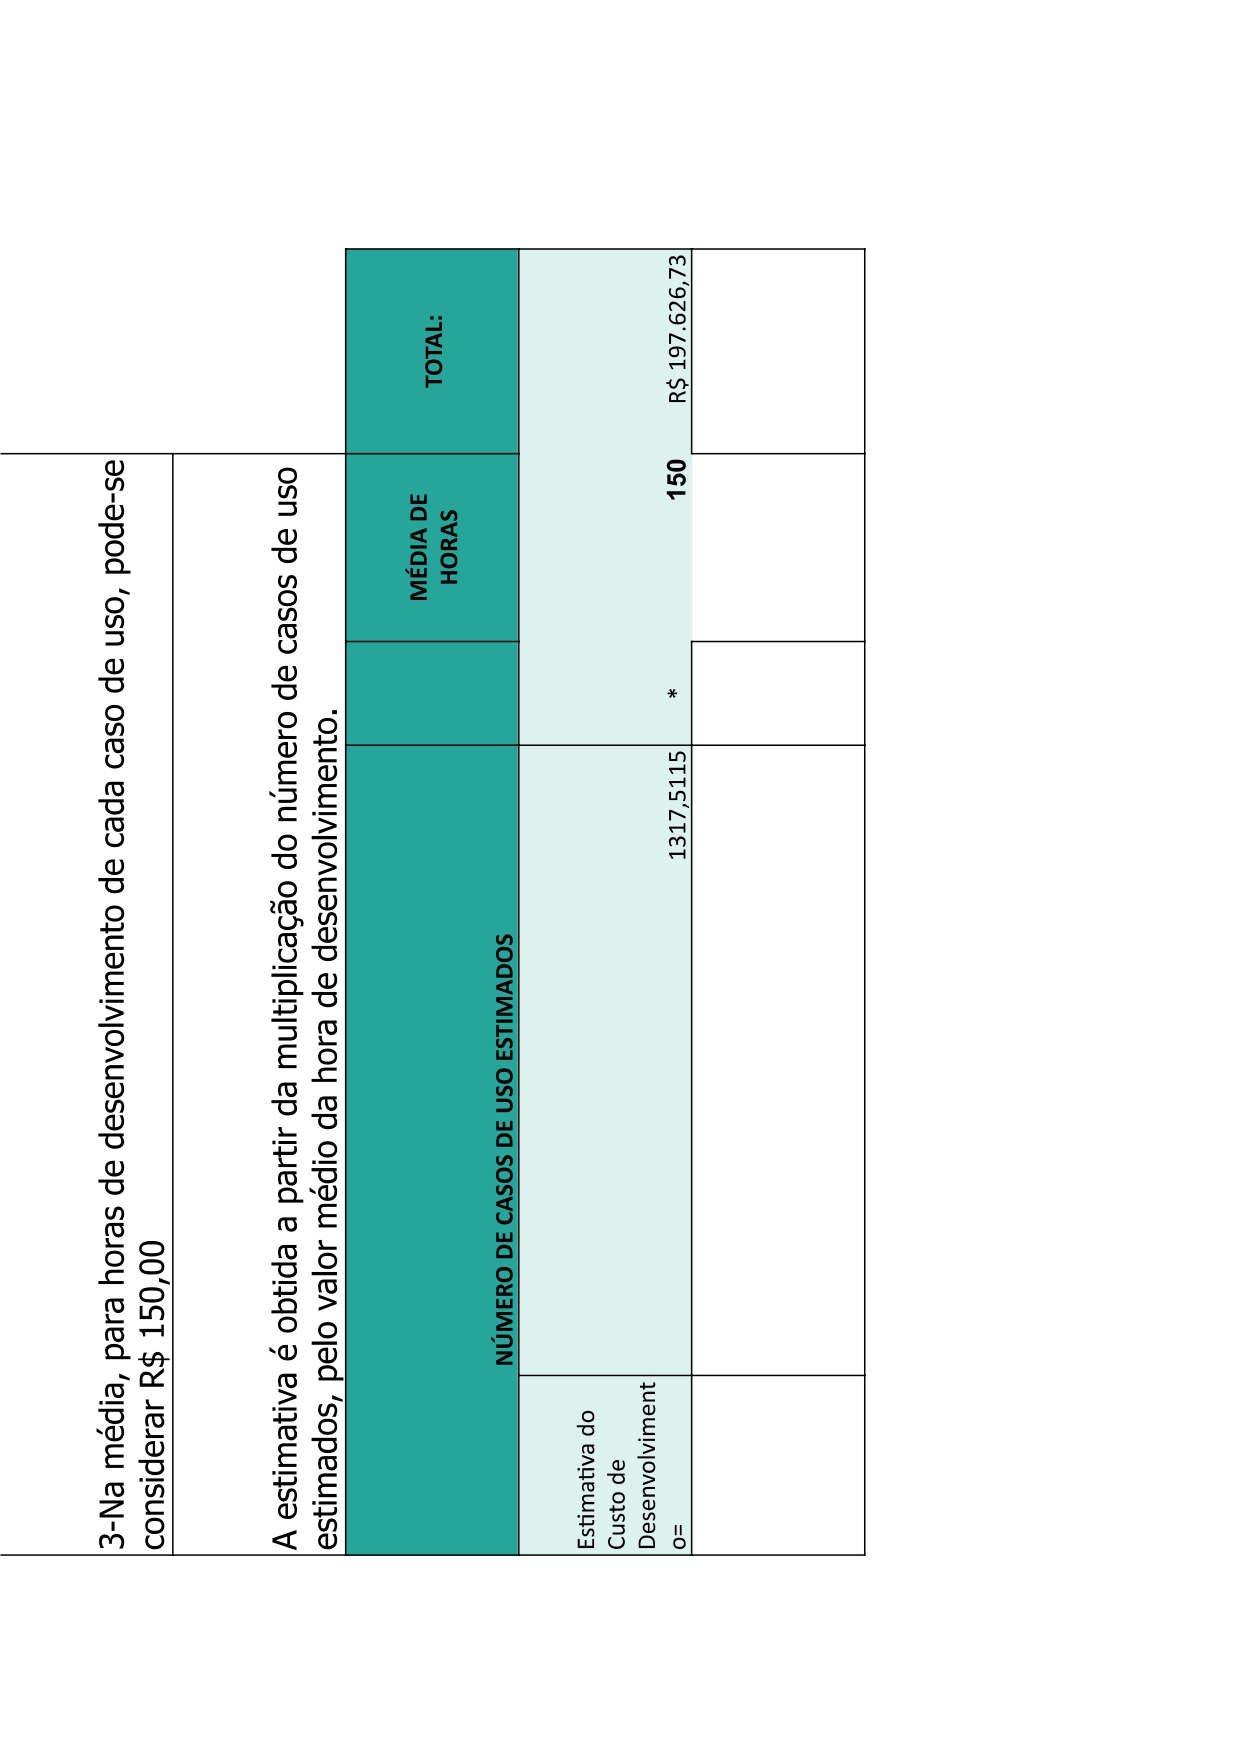 3-Na média, para horas de desenvolvimento de cada caso de uso, pode-se
considerar R$ 150,00
A estimativa é obtida a partir da multiplicação do número de casos de uso
estimados, pelo valor médio da hora de desenvolvimento.
NÚMERO DE CASOS DE USO ESTIMADOS
MÉDIA DE
HORAS
TOTAL:
Estimativa do
Custo de
Desenvolviment
o=
1317,5115
*
150
R$ 197.626,73